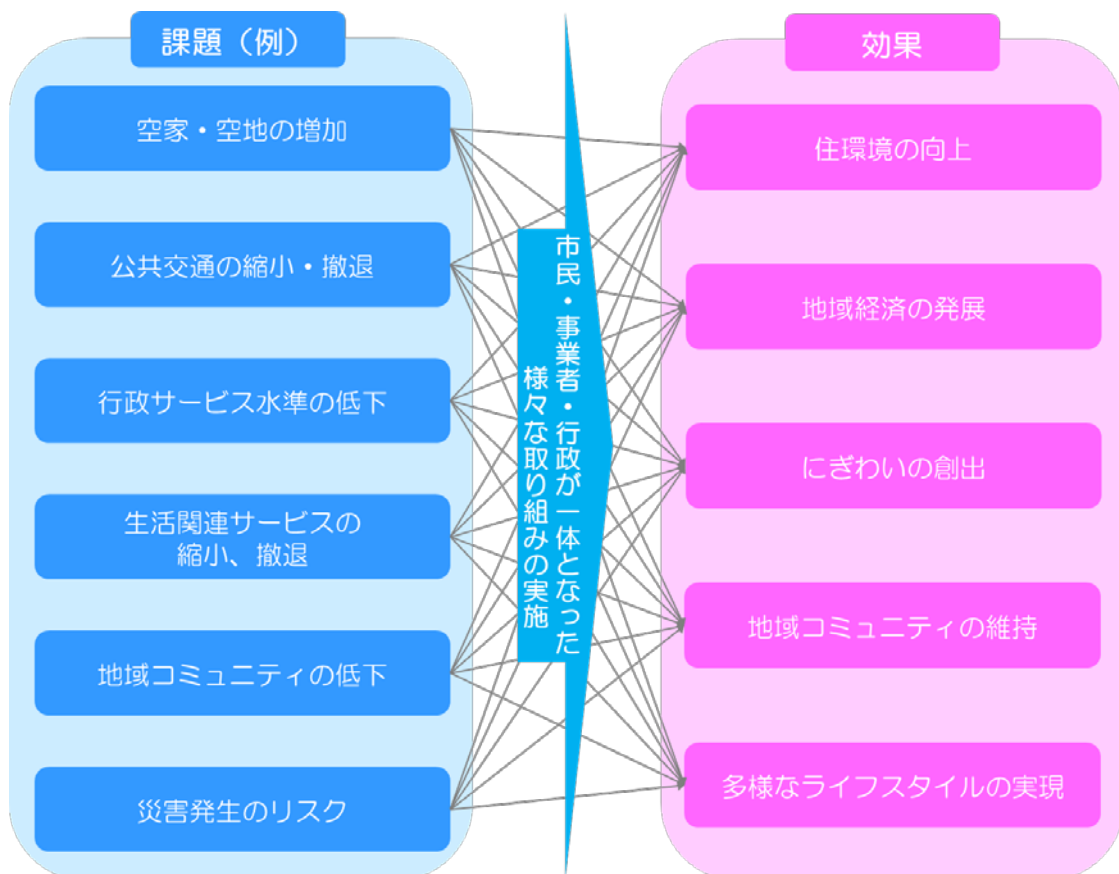 課題（例）
空家・空地の増加
公共交通の縮小・撤退
行政サービス水準の低下
生活関連サービスの
縮小、撤退
地域コミュニティの低下
災害発生のリスク
市民・事業者・行政が一体となった
様々な取り組みの実施
効果
住環境の向上
地域経済の発展
にぎわいの創出
地域コミュニティの維持
多様なライフスタイルの実現